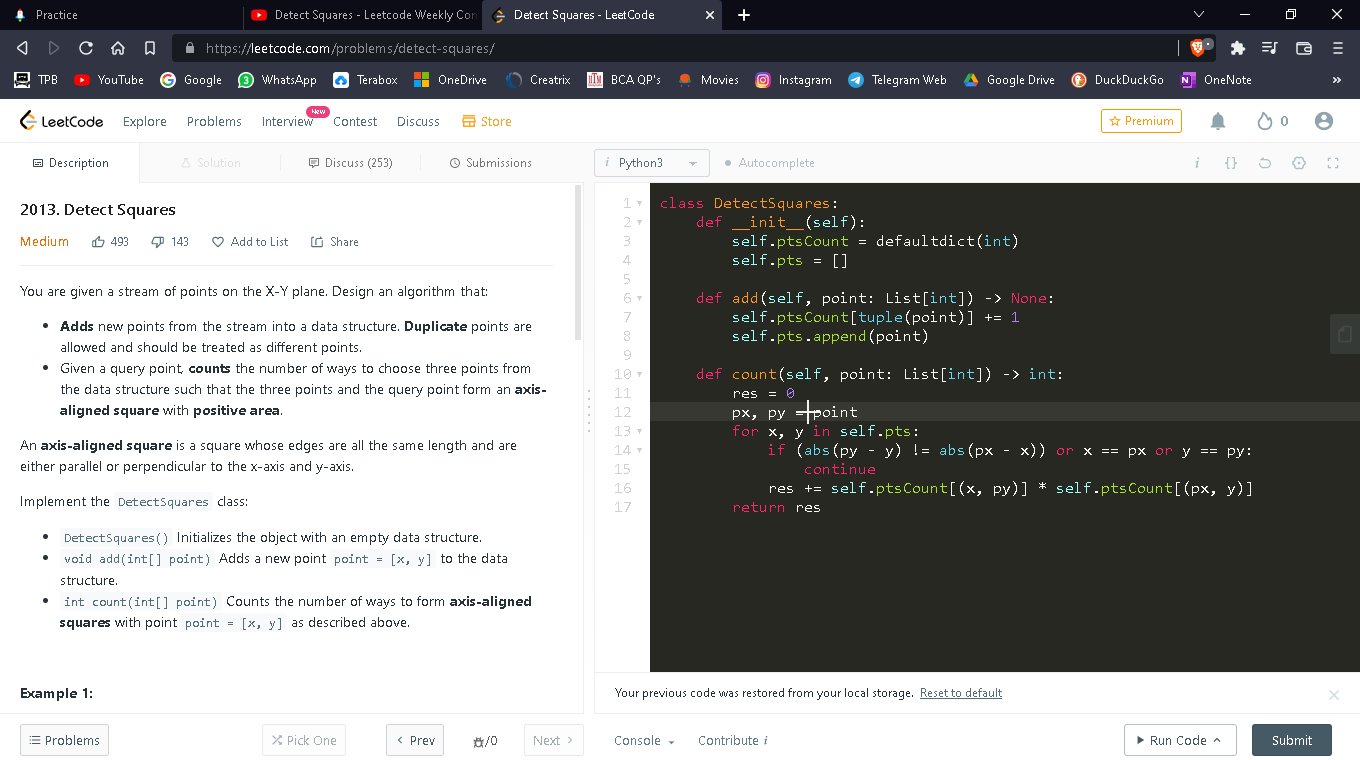 Practice
Detect Squares - Leetcode Weekly Con
Detect Squares - LeetCode
https://leetcode.com/problems/detect-squares/
TPB YouTube Google WhatsApp Terabox OneDrive Creatrix BCA QP's Movies Instagram Telegram Web Google Drive DuckDuckGo OneNote
LeetCode Explore Problems Interview New Contest Discuss Store Premium 0
Description Solution Discuss (253) Submissions
i Python3 Autocomplete i {}
2013. Detect Squares
Medium 493 143 Add to List Share
You are given a stream of points on the X-Y plane. Design an algorithm that:
Adds new points from the stream into a data structure. Duplicate points are
allowed and should be treated as different points.
Given a query point, counts the number of ways to choose three points from
the data structure such that the three points and the query point form an axis-
aligned square with positive area.
An axis-aligned square is a square whose edges are all the same length and are
either parallel or perpendicular to the x-axis and y-axis.
Implement the DetectSquares class:
DetectSquares() Initializes the object with an empty data structure.
void add(int[] point) Adds a new point point = [x, y] to the data
structure.
int count(int[] point) Counts the number of ways to form axis-aligned
squares with point point = [x, y] as described above.
Example 1:
1 class DetectSquares:
2 def __init__(self):
3 self.ptsCount = defaultdict(int)
4 self.pts = []
5
6 def add(self, point: List[int]) -> None:
7 self.ptsCount[tuple(point)] += 1
8 self.pts.append(point)
9
10 def count(self, point: List[int]) -> int:
11 res = 0
12 px, py = point
13 for x, y in self.pts:
14 if (abs(py - y) != abs(px - x)) or x == px or y == py:
15 continue
16 res += self.ptsCount[(x, py)] * self.ptsCount[(px, y)]
17 return res
Your previous code was restored from your local storage. Reset to default
Problems Pick One Prev /0 Next Console Contribute i Run Code Submit